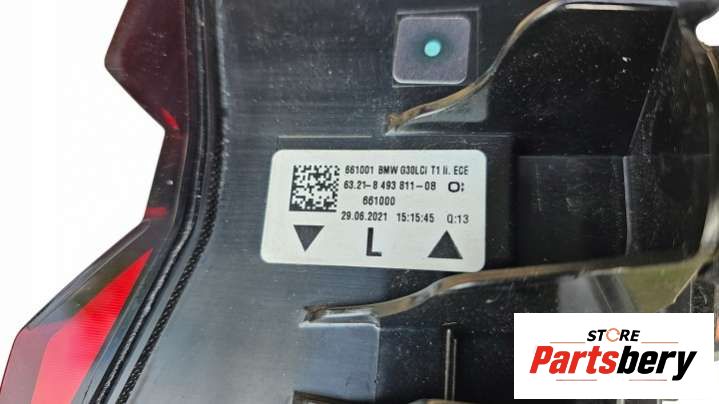 661001 BMW G30LCI T1 li. ECE
63.21-8 493 811-08 O:
661000
29.06.2021 15:15:45 Q:13
L
STORE
Partsbery